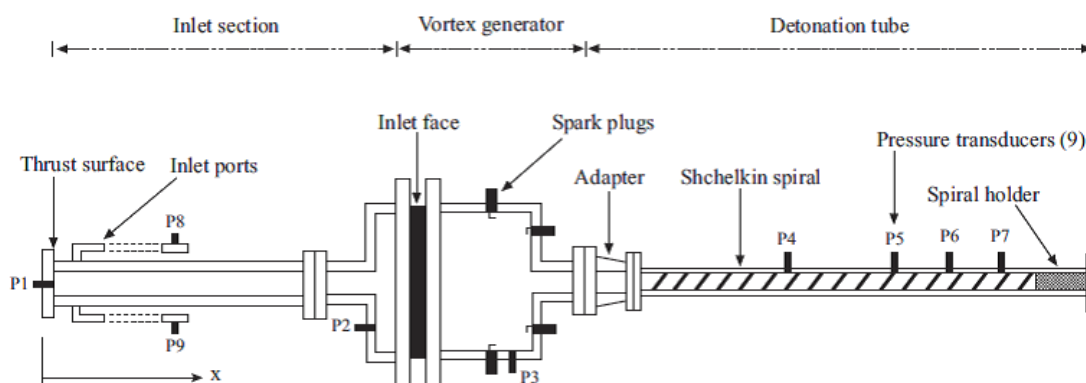 Inlet section
Vortex generator
Detonation tube
Inlet face
Spark plugs
Pressure transducers (9)
Thrust surface
Inlet ports
Adapter
Shchelkin spiral
Spiral holder
P8
P4
P5
P6
P7
P1
P2
P9
P3
x